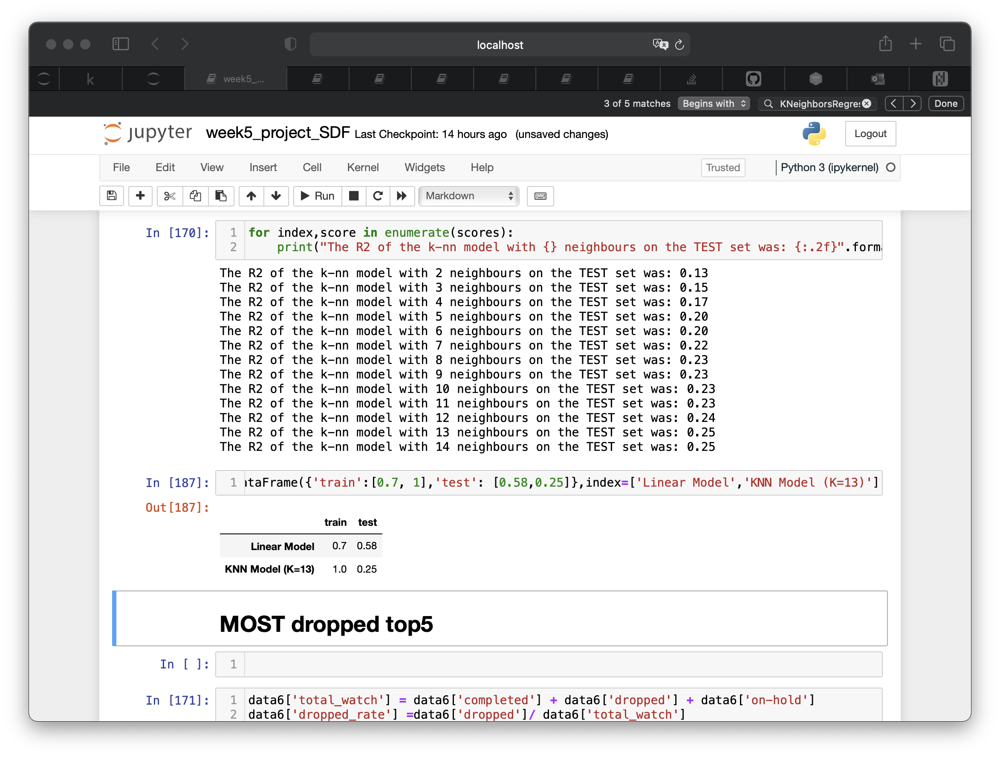 localhost
k
week5_...
3 of 5 matches Begins with KNeighborsRegres Done
jupyter week5_project_SDF Last Checkpoint: 14 hours ago (unsaved changes) Logout
File Edit View Insert Cell Kernel Widgets Help Trusted Python 3 (ipykernel)
Run Markdown
In [170]: 1 for index,score in enumerate(scores):
2 print("The R2 of the k-nn model with {} neighbours on the TEST set was: {:.2f}".forma
The R2 of the k-nn model with 2 neighbours on the TEST set was: 0.13
The R2 of the k-nn model with 3 neighbours on the TEST set was: 0.15
The R2 of the k-nn model with 4 neighbours on the TEST set was: 0.17
The R2 of the k-nn model with 5 neighbours on the TEST set was: 0.20
The R2 of the k-nn model with 6 neighbours on the TEST set was: 0.20
The R2 of the k-nn model with 7 neighbours on the TEST set was: 0.22
The R2 of the k-nn model with 8 neighbours on the TEST set was: 0.23
The R2 of the k-nn model with 9 neighbours on the TEST set was: 0.23
The R2 of the k-nn model with 10 neighbours on the TEST set was: 0.23
The R2 of the k-nn model with 11 neighbours on the TEST set was: 0.23
The R2 of the k-nn model with 12 neighbours on the TEST set was: 0.24
The R2 of the k-nn model with 13 neighbours on the TEST set was: 0.25
The R2 of the k-nn model with 14 neighbours on the TEST set was: 0.25
In [187]: 1 ataFrame({'train':[0.7, 1],'test': [0.58,0.25]},index=['Linear Model','KNN Model (K=13)']
Out[187]:
train test
Linear Model 0.7 0.58
KNN Model (K=13) 1.0 0.25
MOST dropped top5
In [ ]: 1
In [171]: 1 data6['total_watch'] = data6['completed'] + data6['dropped'] + data6['on-hold']
2 data6['dropped_rate'] =data6['dropped']/ data6['total_watch']